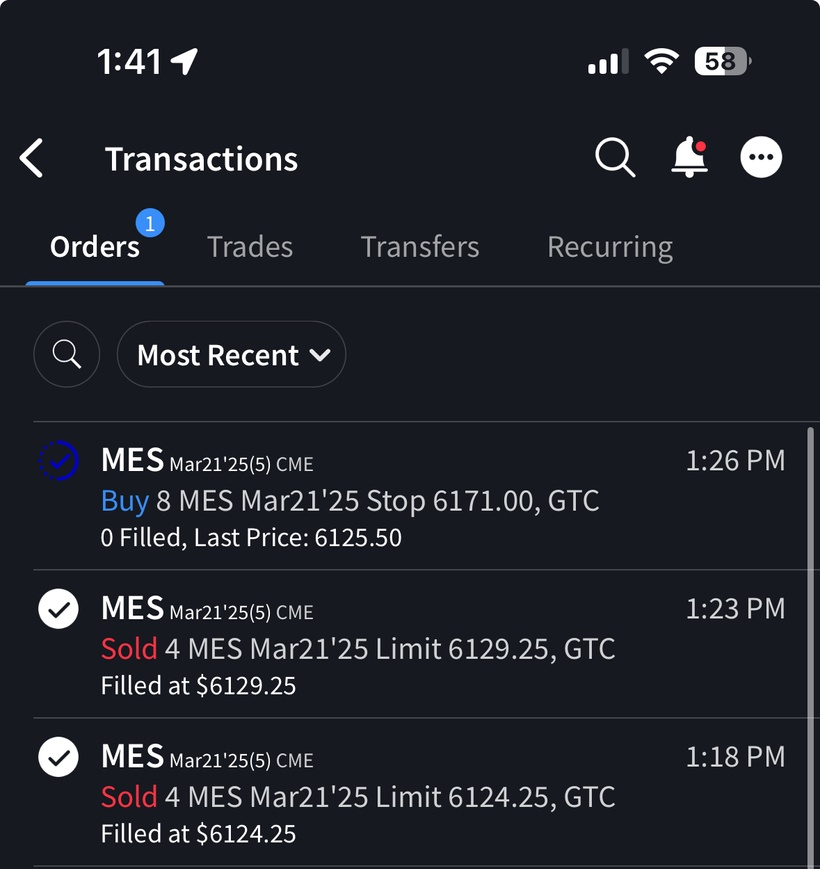 1:41 58
Transactions
1
Orders Trades Transfers Recurring
Most Recent
MES Mar21'25(5) CME 1:26 PM
Buy 8 MES Mar21'25 Stop 6171.00, GTC
0 Filled, Last Price: 6125.50
MES Mar21'25(5) CME 1:23 PM
Sold 4 MES Mar21'25 Limit 6129.25, GTC
Filled at $6129.25
MES Mar21'25(5) CME 1:18 PM
Sold 4 MES Mar21'25 Limit 6124.25, GTC
Filled at $6124.25